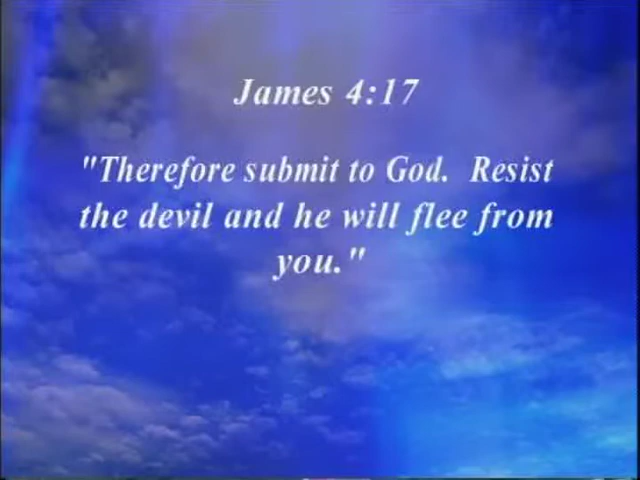 James 4:17
"Therefore submit to God.  Resist
the devil and he will flee from
you."